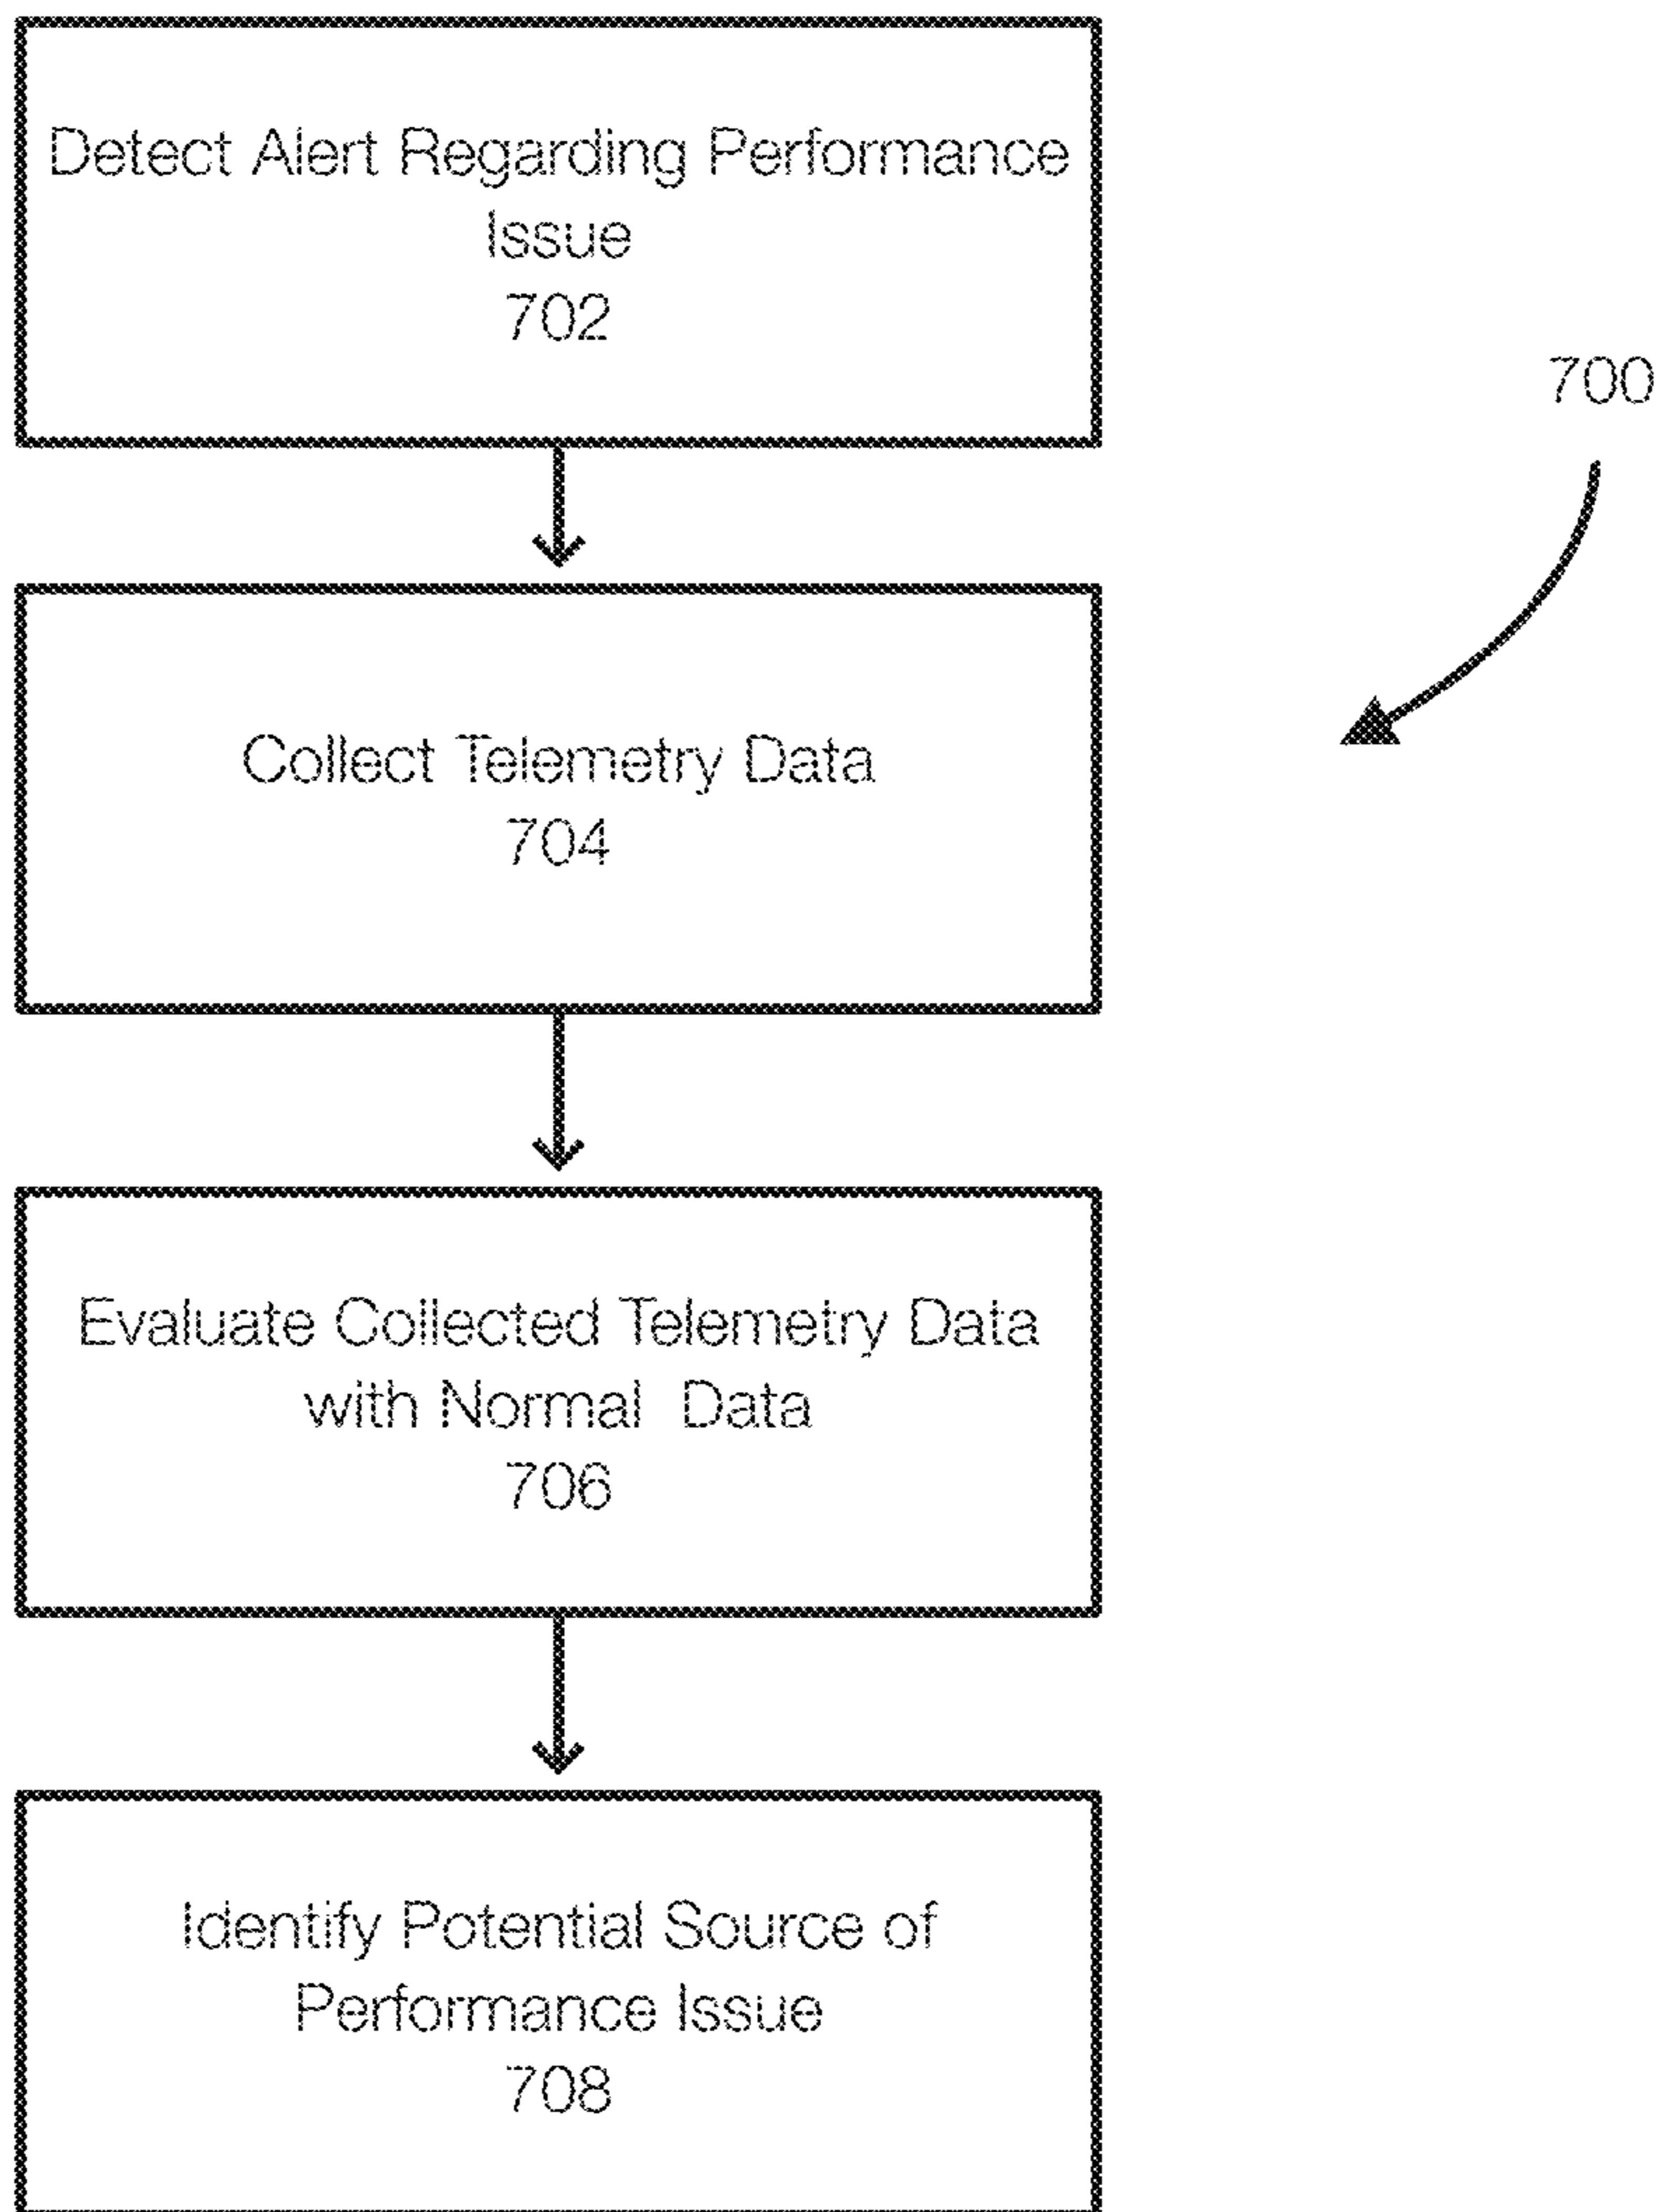 Detect Alert Regarding Performance
Issue
702
700
Collect Telemetry Data
704
Evaluate Collected Telemetry Data
with Normal Data
706
Identify Potential Source of
Performance Issue
708